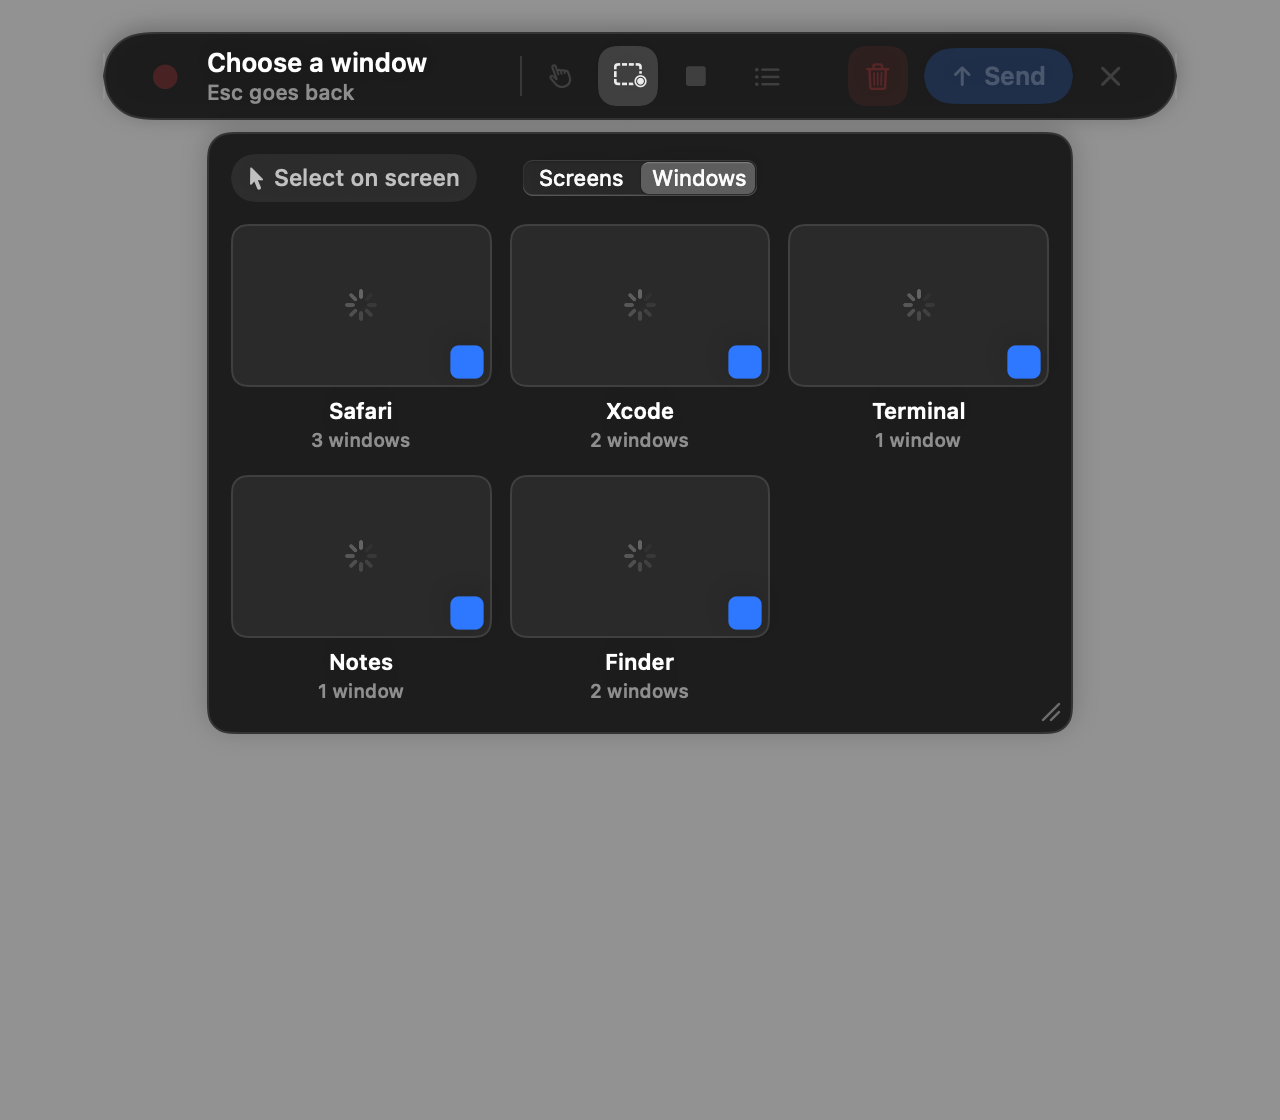 Choose a window
Esc goes back
Send
Select on screen
Screens
Windows
Safari
3 windows
Xcode
2 windows
Terminal
1 window
Notes
1 window
Finder
2 windows